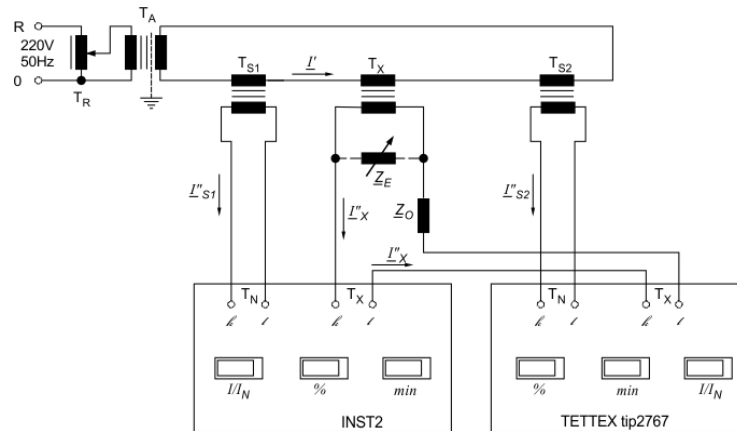 R
220V
50Hz
0
T_R
T_A
T_S1
I'
T_X
T_S2
Z_E
I''_S1
I''_X
Z_O
I''_S2
I''_X
T_N
T_X
T_N
T_X
k l k l k l k l
I/I_N % min
% min I/I_N
INST2
TETTEX tip2767